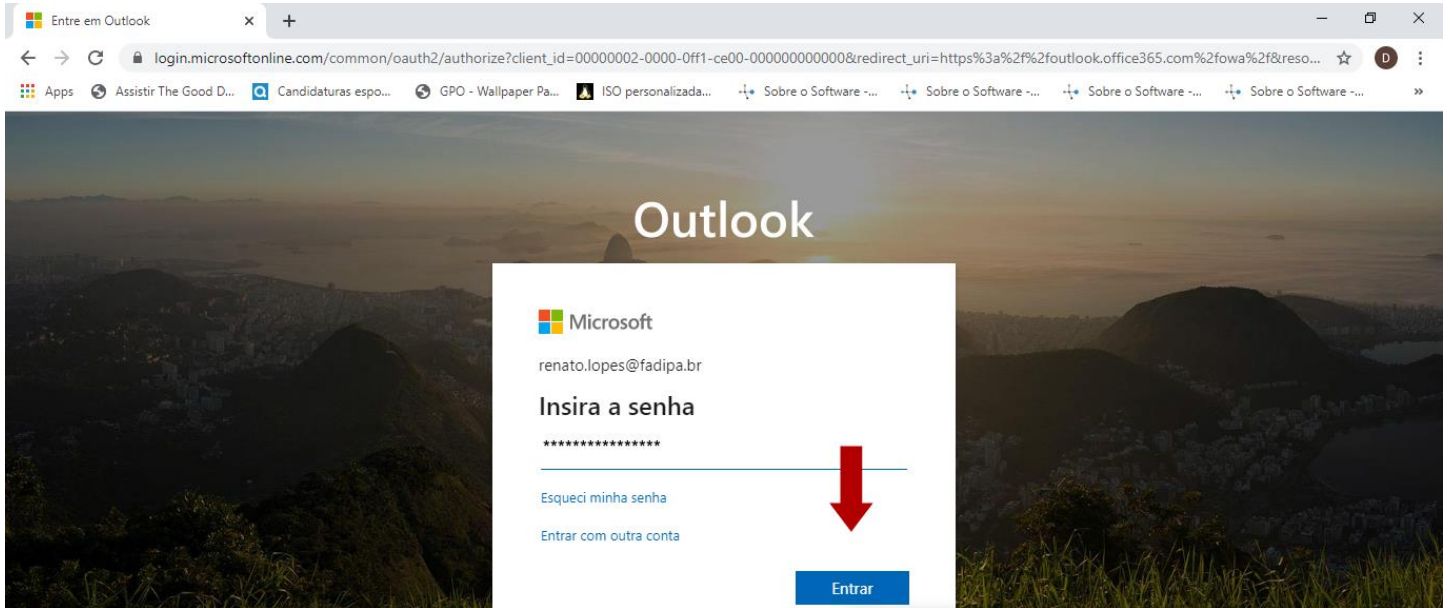 Entre em Outlook
login.microsoftonline.com/common/oauth2/authorize?client_id=00000002-0000-0ff1-ce00-000000000000&redirect_uri=https%3a%2f%2foutlook.office365.com%2fowa%2f&reso...
D
Apps Assistir The Good D... Candidaturas espo... GPO - Wallpaper Pa... ISO personalizada... Sobre o Software -... Sobre o Software -... Sobre o Software -... Sobre o Software -... »
Outlook
Microsoft
renato.lopes@fadipa.br
Insira a senha
****************
Esqueci minha senha
Entrar com outra conta
Entrar